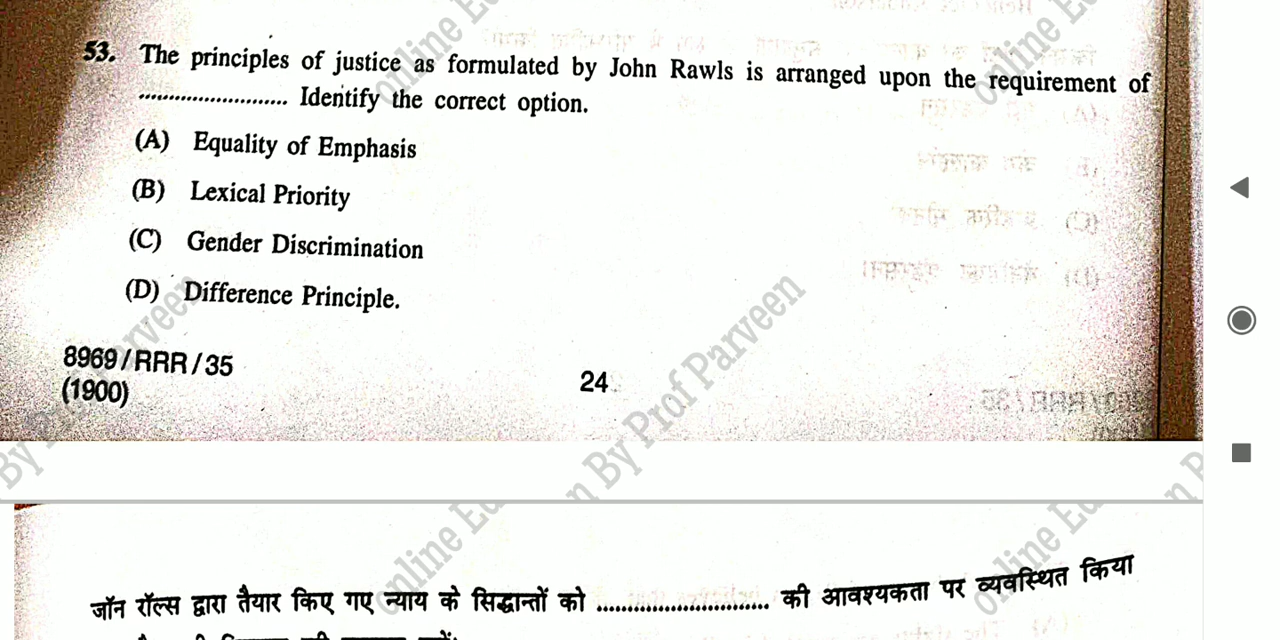 53. The principles of justice as formulated by John Rawls is arranged upon the requirement of
........................ Identify the correct option.
(A) Equality of Emphasis
(B) Lexical Priority
(C) Gender Discrimination
(D) Difference Principle.
8969/RRR/35
(1900)
24
By Prof Parveen
जॉन रॉल्स द्वारा तैयार किए गए न्याय के सिद्धान्तों को ............................ की आवश्यकता पर व्यवस्थित किया